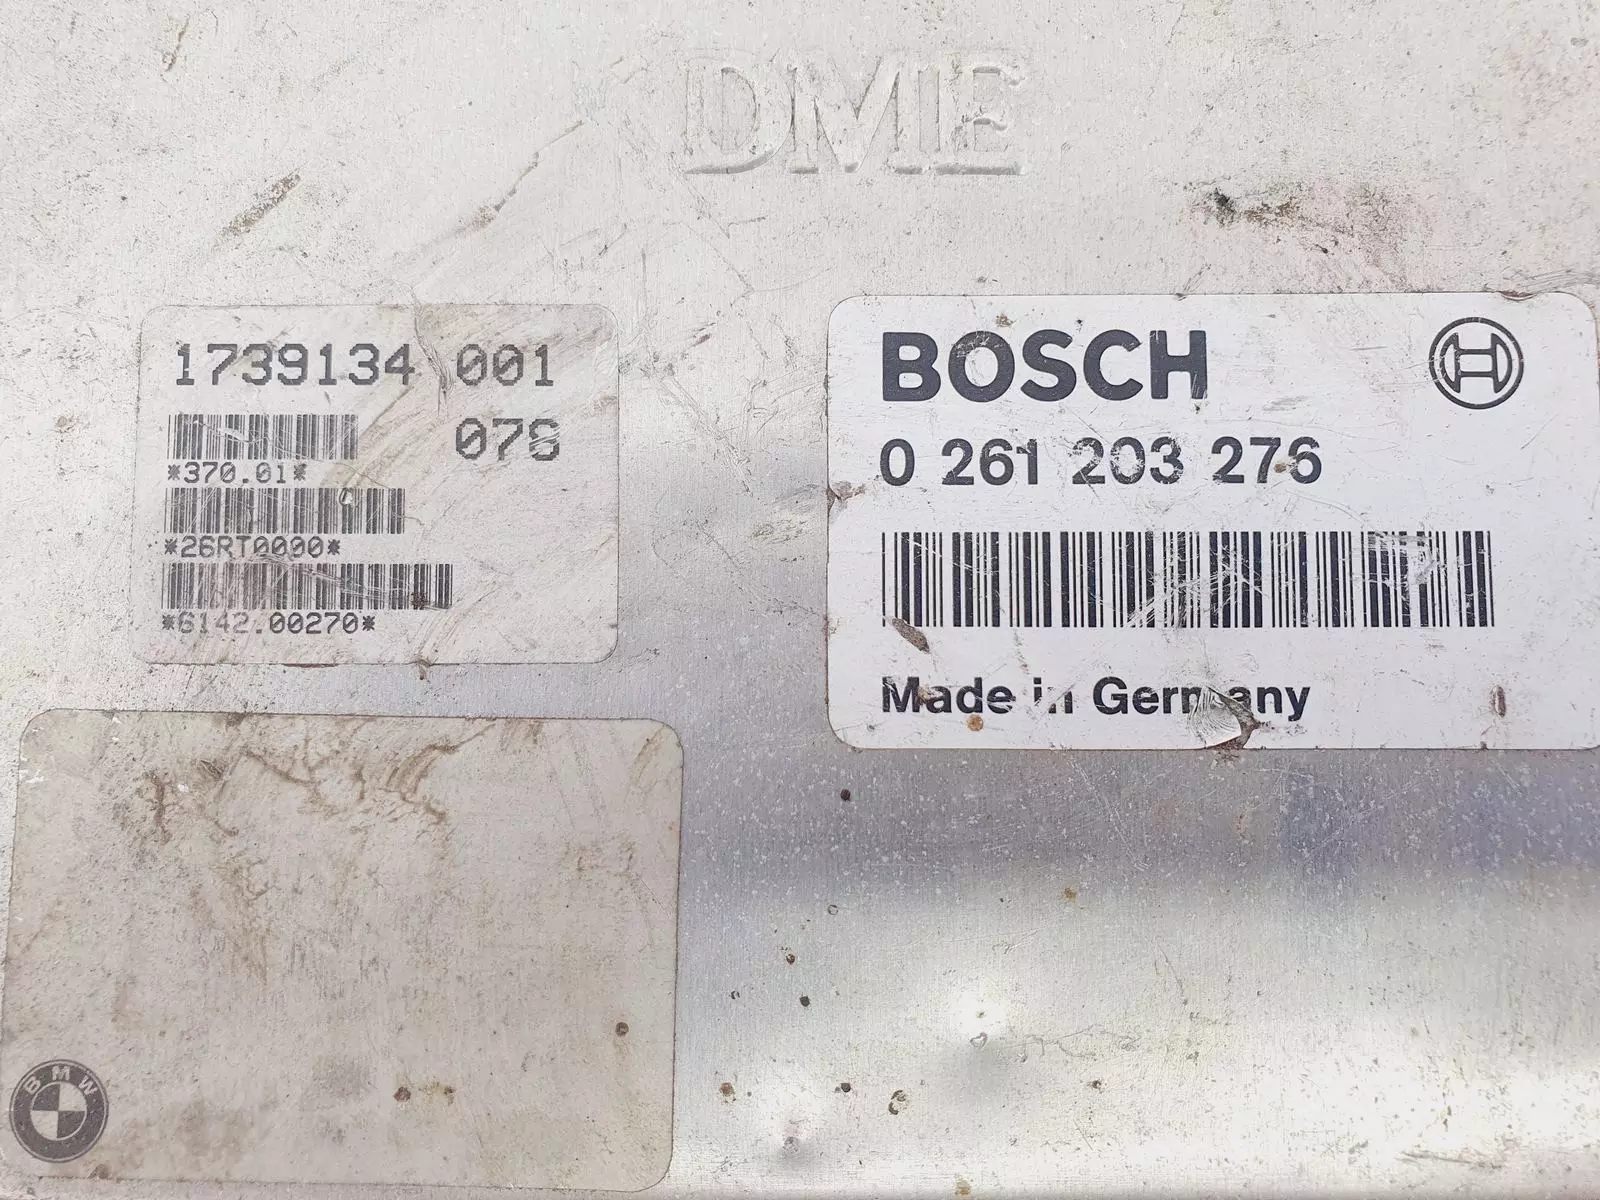 DME
1739134 001
078
*370.01*
*26RT0000*
*6142.00270*
BOSCH
0 261 203 276
Made in Germany
BMW